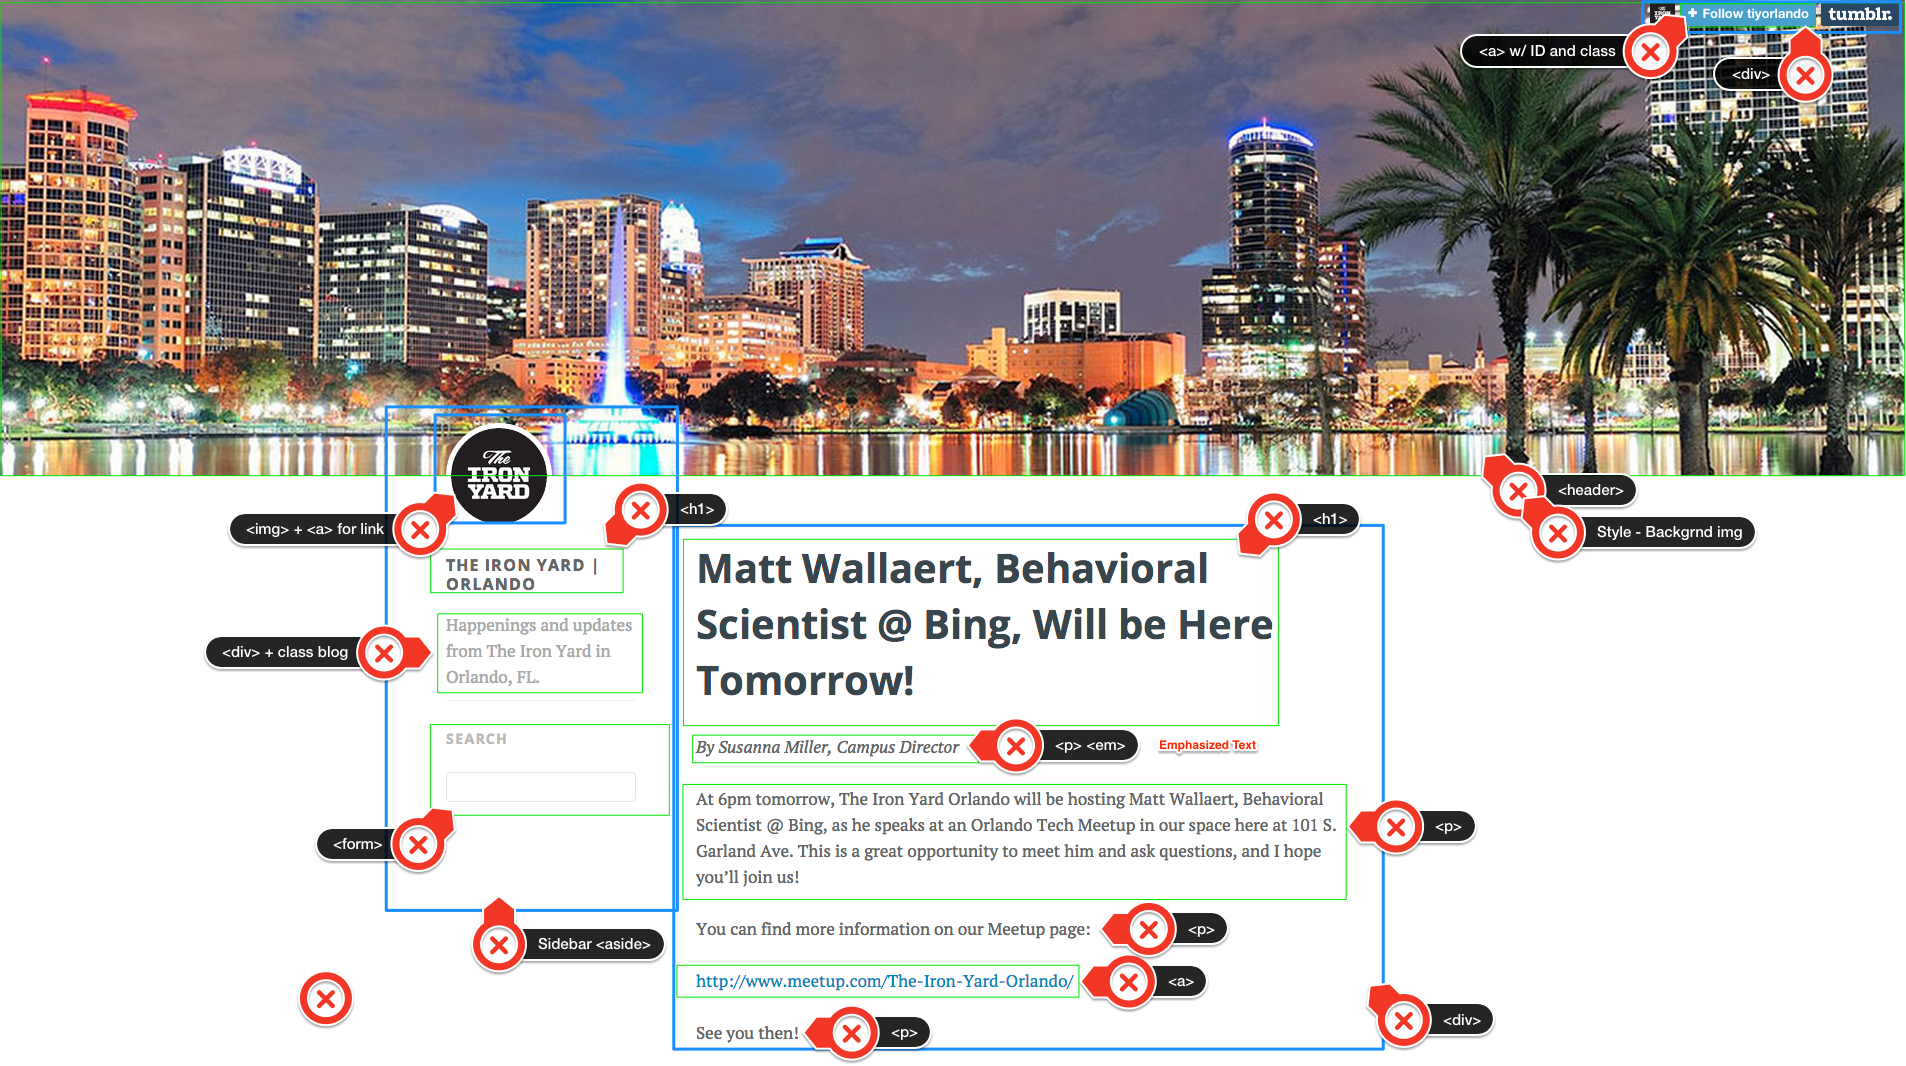 The
IRON
YARD
+ Follow tiyorlando
tumblr.
<a> w/ ID and class
<div>
The
IRON
YARD
<header>
Style - Backgrnd img
<img> + <a> for link
<h1>
<h1>
THE IRON YARD |
ORLANDO
<div> + class blog
Happenings and updates
from The Iron Yard in
Orlando, FL.
SEARCH
<form>
Sidebar <aside>
Matt Wallaert, Behavioral
Scientist @ Bing, Will be Here
Tomorrow!
By Susanna Miller, Campus Director
<p> <em>
Emphasized Text
At 6pm tomorrow, The Iron Yard Orlando will be hosting Matt Wallaert, Behavioral
Scientist @ Bing, as he speaks at an Orlando Tech Meetup in our space here at 101 S.
Garland Ave. This is a great opportunity to meet him and ask questions, and I hope
you’ll join us!
<p>
You can find more information on our Meetup page:
<p>
http://www.meetup.com/The-Iron-Yard-Orlando/
<a>
See you then!
<p>
<div>